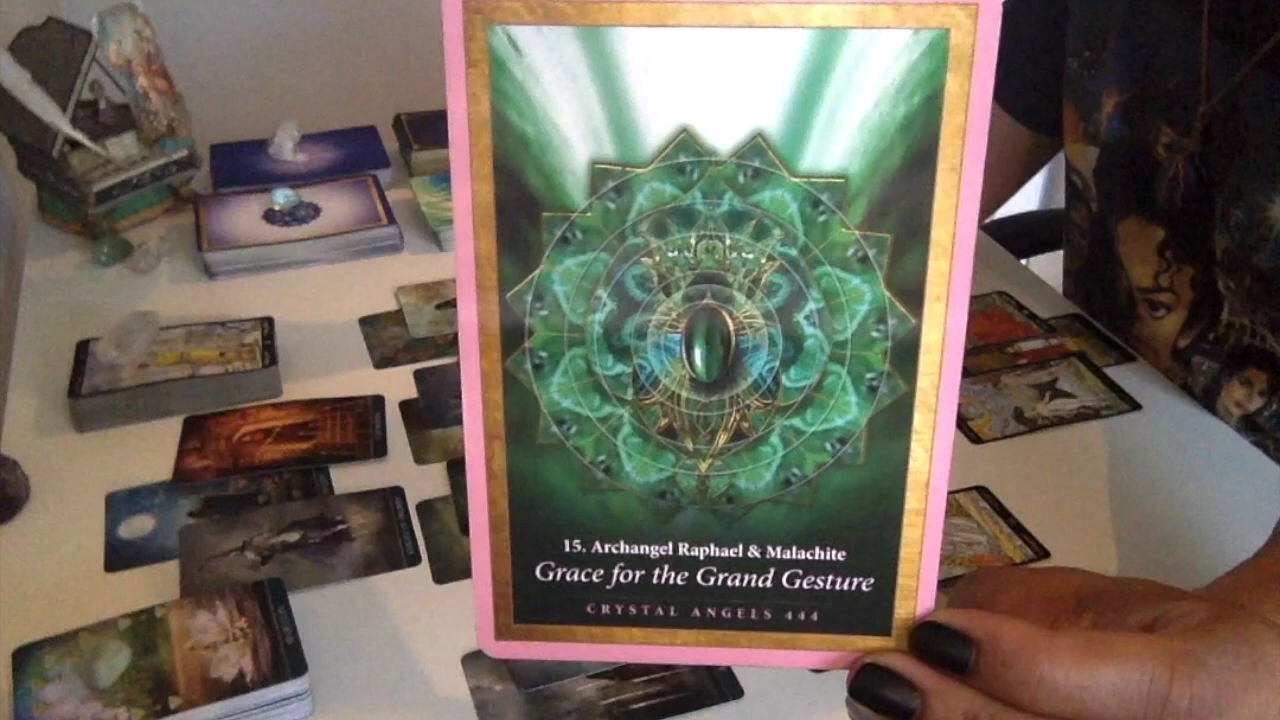 15. Archangel Raphael & Malachite
Grace for the Grand Gesture
CRYSTAL ANGELS 444